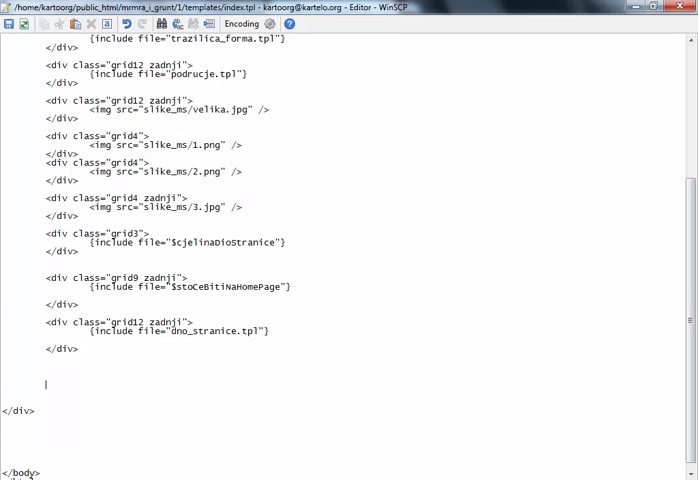 /home/kartoorg/public_html/mrmra_i_grunt/1/templates/index.tpl - kartoorg@kartelo.org - Editor - WinSCP
Encoding
{include file="trazilica_forma.tpl"}
</div>
<div class="grid12 zadnji">
{include file="podrucje.tpl"}
</div>
<div class="grid12 zadnji">
<img src="slike_ms/velika.jpg" />
</div>
<div class="grid4">
<img src="slike_ms/1.png" />
</div>
<div class="grid4">
<img src="slike_ms/2.png" />
</div>
<div class="grid4 zadnji">
<img src="slike_ms/3.jpg" />
</div>
<div class="grid3">
{include file="$cjelinaDioStranice"}
</div>
<div class="grid9 zadnji">
{include file="$stoCeBitiNaHomePage"}
</div>
<div class="grid12 zadnji">
{include file="dno_stranice.tpl"}
</div>
</div>
</body>